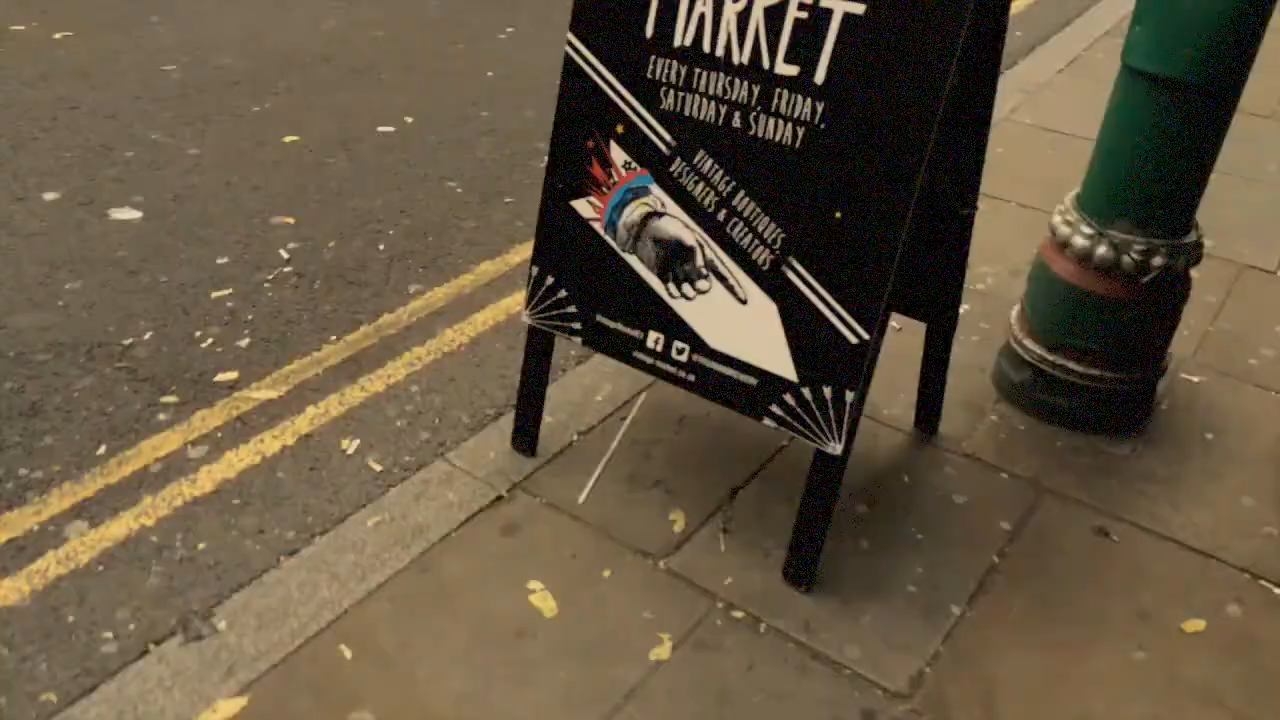 MARKET
EVERY THURSDAY, FRIDAY,
SATURDAY & SUNDAY
VINTAGE BOUTIQUES,
DESIGNERS & CREATORS